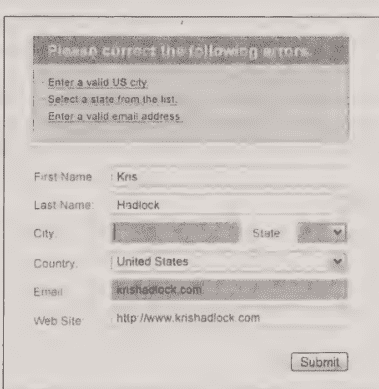 Please correct the following errors.
- Enter a valid US city
- Select a state from the list.
Enter a valid email address
First Name Kris
Last Name: Hadlock
City: State
Country: United States
Email krishadlock.com
Web Site: http://www.krishadlock.com
Submit